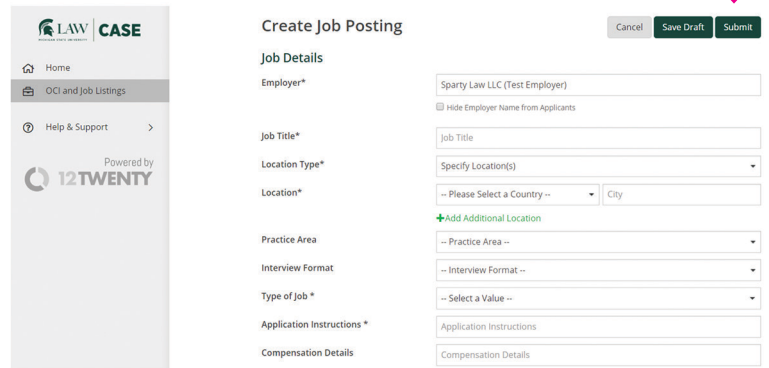 LAW CASE
MICHIGAN STATE UNIVERSITY
Home
OCI and Job Listings
Help & Support
Powered by
12TWENTY
Create Job Posting
Cancel Save Draft Submit
Job Details
Employer* Sparty Law LLC (Test Employer)
Hide Employer Name from Applicants
Job Title* Job Title
Location Type* Specify Location(s)
Location* -- Please Select a Country -- City
+Add Additional Location
Practice Area -- Practice Area --
Interview Format -- Interview Format --
Type of Job * -- Select a Value --
Application Instructions * Application Instructions
Compensation Details Compensation Details